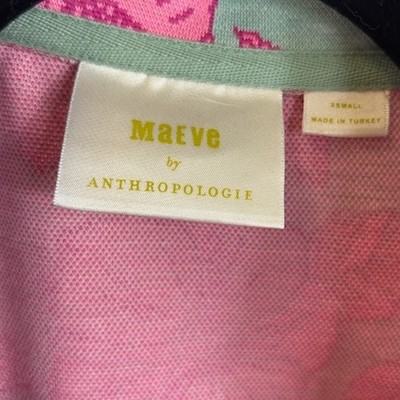 MAEVE
by
ANTHROPOLOGIE
XSMALL
MADE IN TURKEY